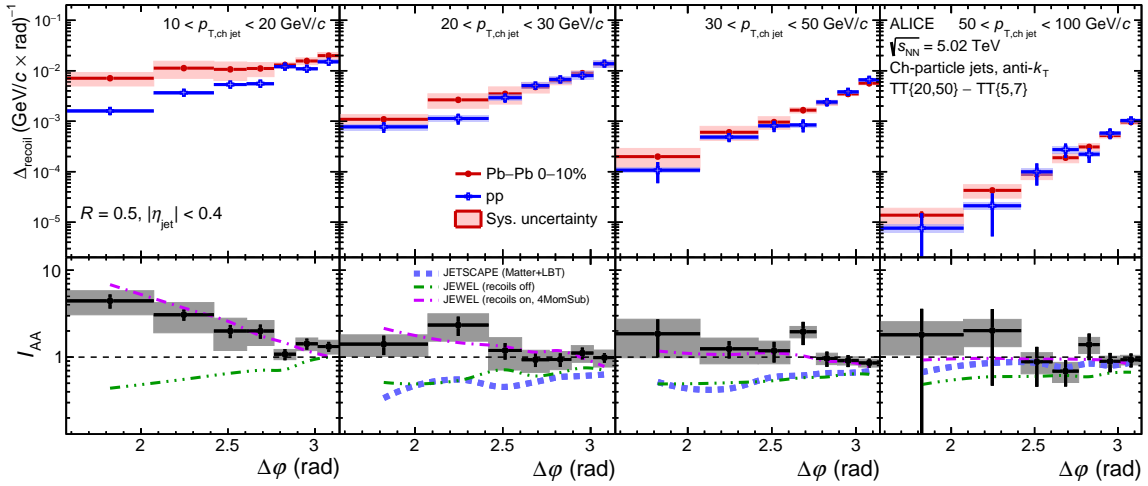 10 < p_T,ch jet < 20 GeV/c
20 < p_T,ch jet < 30 GeV/c
30 < p_T,ch jet < 50 GeV/c
50 < p_T,ch jet < 100 GeV/c
ALICE
√s_NN = 5.02 TeV
Ch-particle jets, anti-k_T
TT{20,50} − TT{5,7}
Δ_recoil (GeV/c × rad)⁻¹
10⁻¹
10⁻²
10⁻³
10⁻⁴
10⁻⁵
R = 0.5, |η_jet| < 0.4
Pb–Pb 0–10%
pp
Sys. uncertainty
I_AA
10
1
JETSCAPE (Matter+LBT)
JEWEL (recoils off)
JEWEL (recoils on, 4MomSub)
2 2.5 3 2 2.5 3 2 2.5 3 2 2.5 3
Δφ (rad) Δφ (rad) Δφ (rad) Δφ (rad)